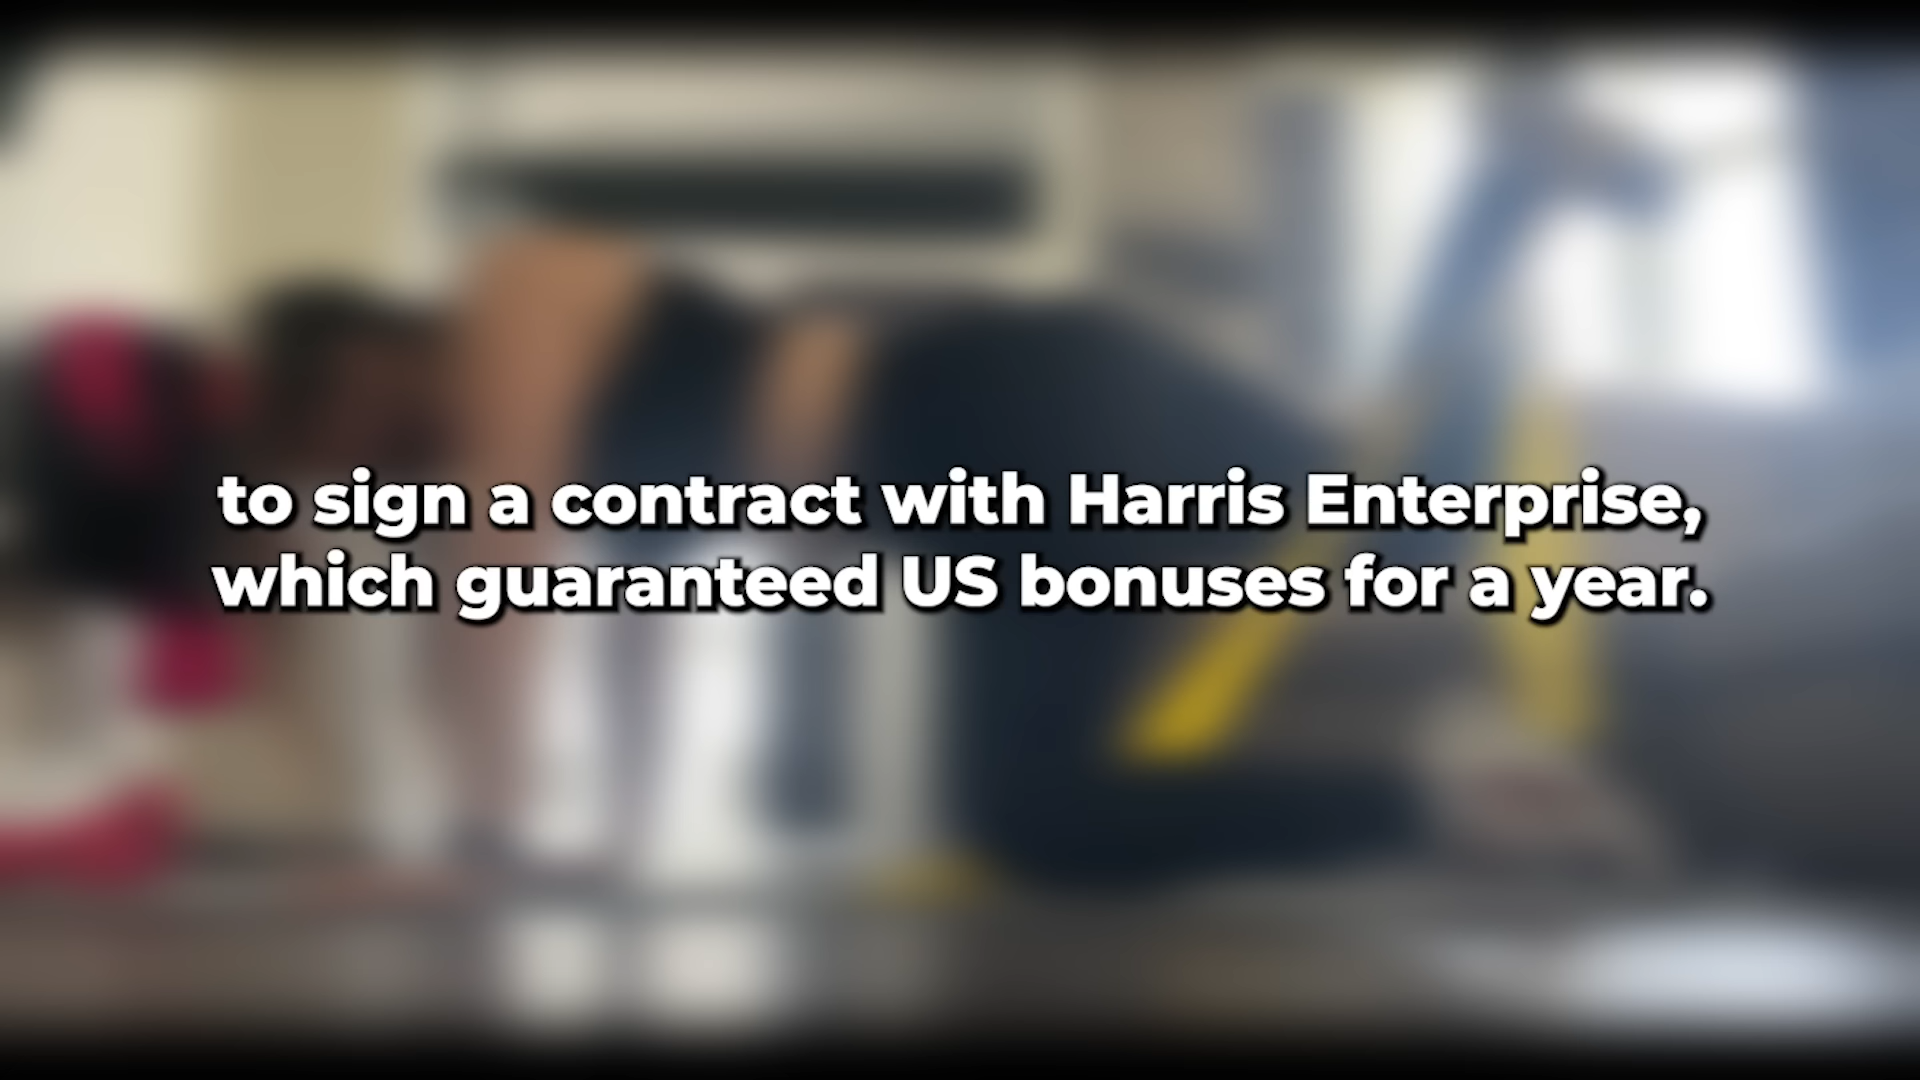 to sign a contract with Harris Enterprise,
which guaranteed US bonuses for a year.